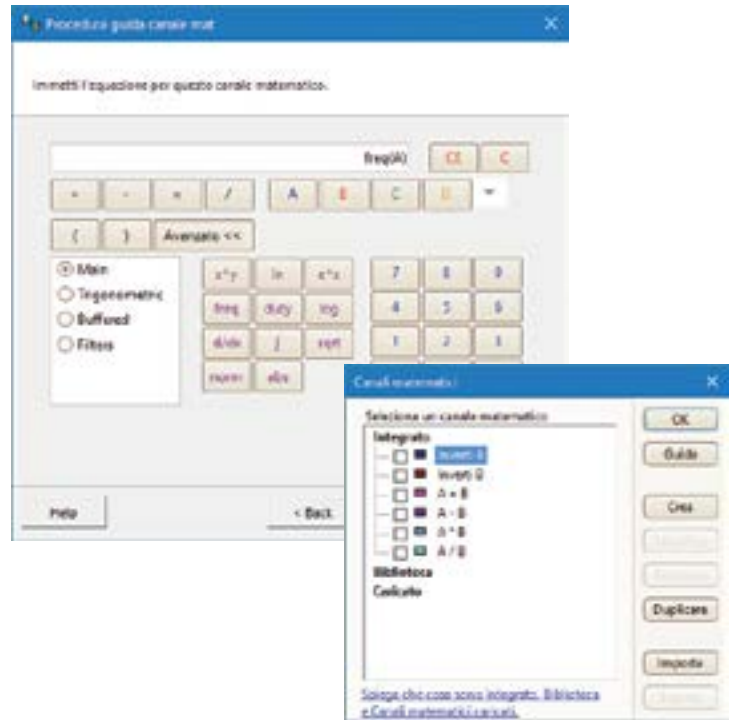 Procedura guida canale mat
Immetti l'equazione per questo canale matematico.
freq(A) CE C
+ - × / A B C D
( ) Avanzato <<
Main x^y ln e^x 7 8 9
Trigonometric freq duty log 4 5 6
Buffered d/dx ∫ sqrt 1 2 3
Filters norm abs
Help < Back
Canali matematici
Seleziona un canale matematico OK
Integrato
Inverti Guida
Inverti B
A + B Crea
A - B
A * B
A / B
Biblioteca
Caricato Duplicare
Importa
Spiega che cosa sono Integrato, Biblioteca
e Canali matematici caricati.